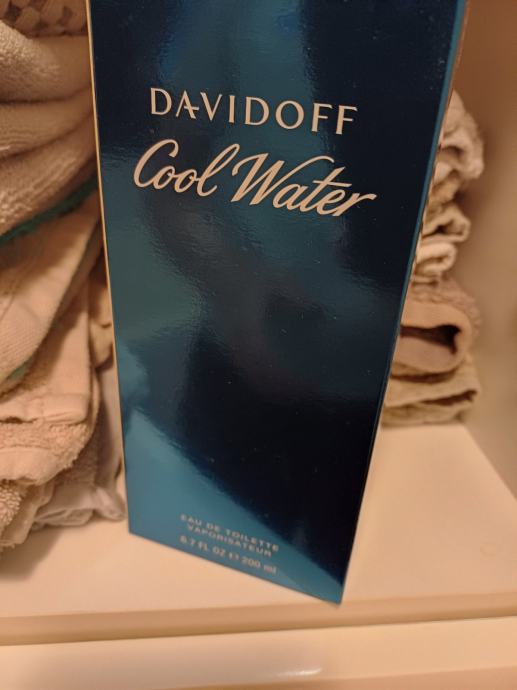 DAVIDOFF
Cool Water
EAU DE TOILETTE
VAPORISATEUR
6.7 FL OZ ℮ 200 ml